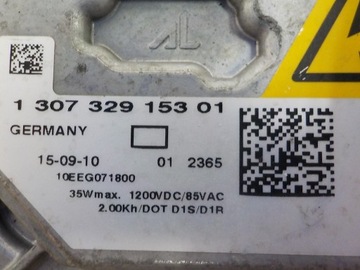 AL
1 307 329 153 01
GERMANY
15-09-10 01 2365
10EEG071800
35Wmax. 1200VDC/85VAC
2.00Kh/DOT D1S/D1R